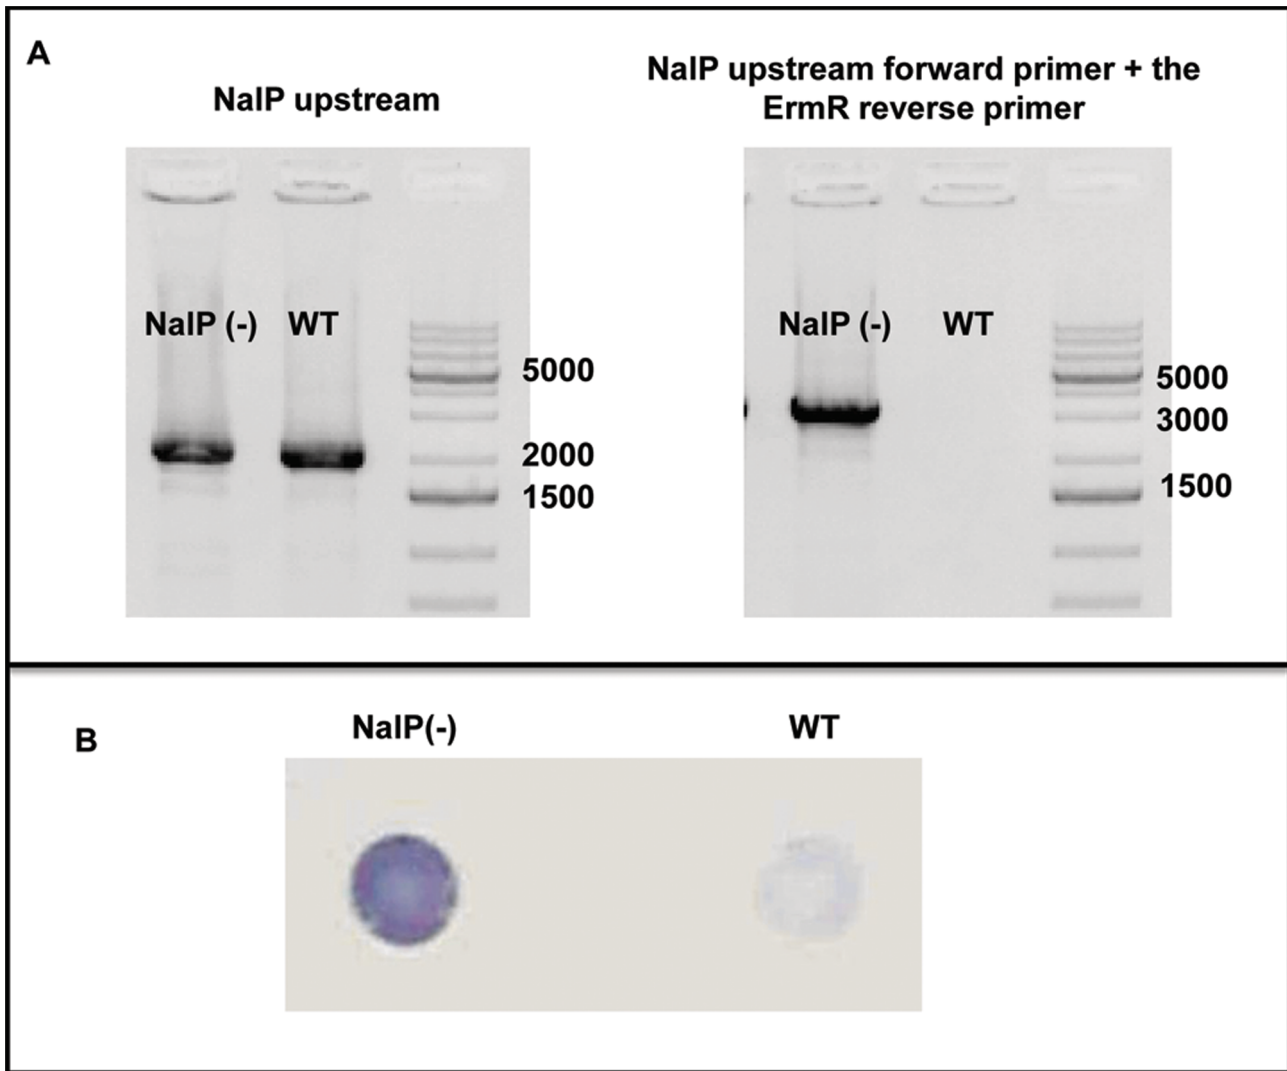 A
NalP upstream
NalP upstream forward primer + the
ErmR reverse primer
NalP (-) WT
5000
2000
1500
NalP (-) WT
5000
3000
1500
B
NalP(-) WT